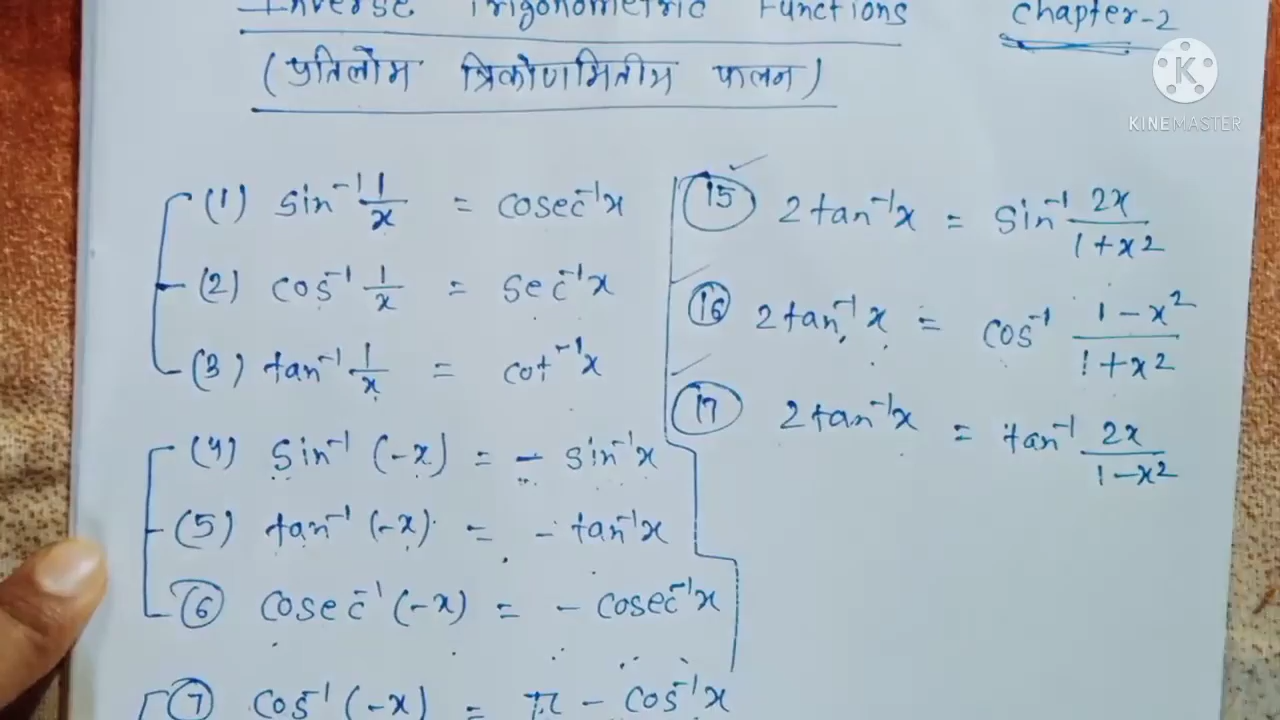 Inverse Trigonometric Functions Chapter-2
(प्रतिलोम त्रिकोणमितीय फलन)
KINEMASTER
(1) sin⁻¹ 1/x = cosec⁻¹x
(2) cos⁻¹ 1/x = sec⁻¹x
(3) tan⁻¹ 1/x = cot⁻¹x
(4) sin⁻¹ (-x) = - sin⁻¹x
(5) tan⁻¹ (-x) = - tan⁻¹x
(6) cosec⁻¹ (-x) = - cosec⁻¹x
(7) cos⁻¹ (-x) = π - cos⁻¹x
(15) 2tan⁻¹x = sin⁻¹ 2x/1+x²
(16) 2tan⁻¹x = cos⁻¹ 1-x²/1+x²
(17) 2tan⁻¹x = tan⁻¹ 2x/1-x²